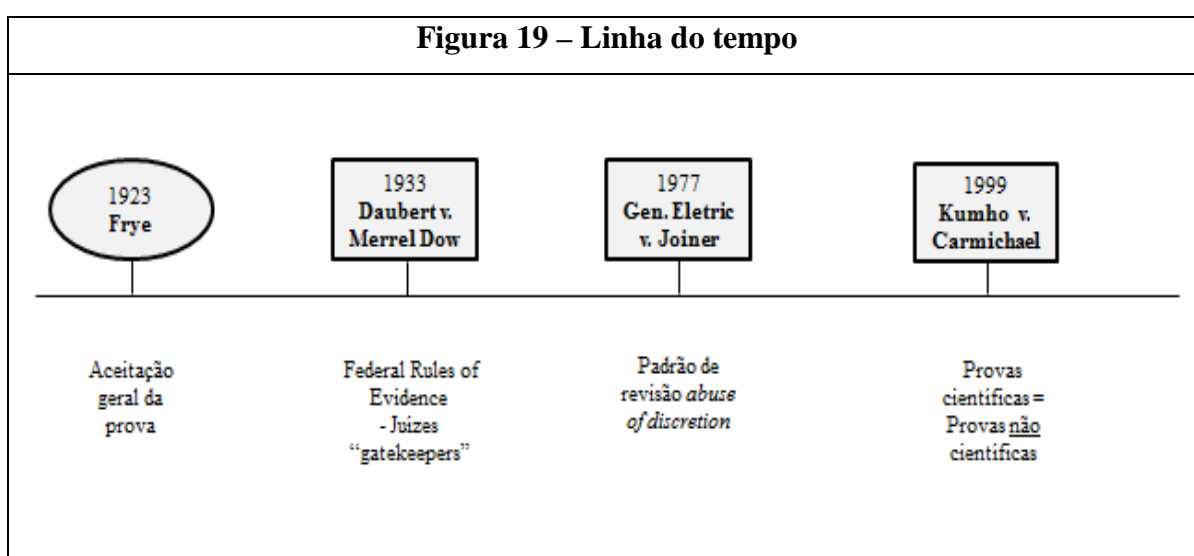 Figura 19 – Linha do tempo
1923
Frye
1933
Daubert v.
Merrel Dow
1977
Gen. Eletric
v. Joiner
1999
Kumho v.
Carmichael
Aceitação
geral da
prova
Federal Rules of
Evidence
- Juízes
“gatekeepers”
Padrão de
revisão abuse
of discretion
Provas
científicas =
Provas não
científicas